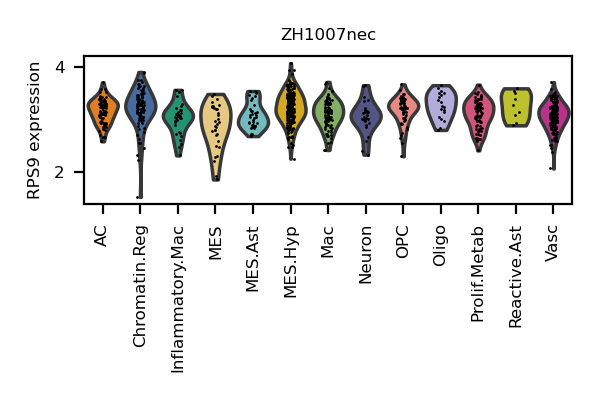 ZH1007nec
RPS9 expression
4
2
AC
Chromatin.Reg
Inflammatory.Mac
MES
MES.Ast
MES.Hyp
Mac
Neuron
OPC
Oligo
Prolif.Metab
Reactive.Ast
Vasc